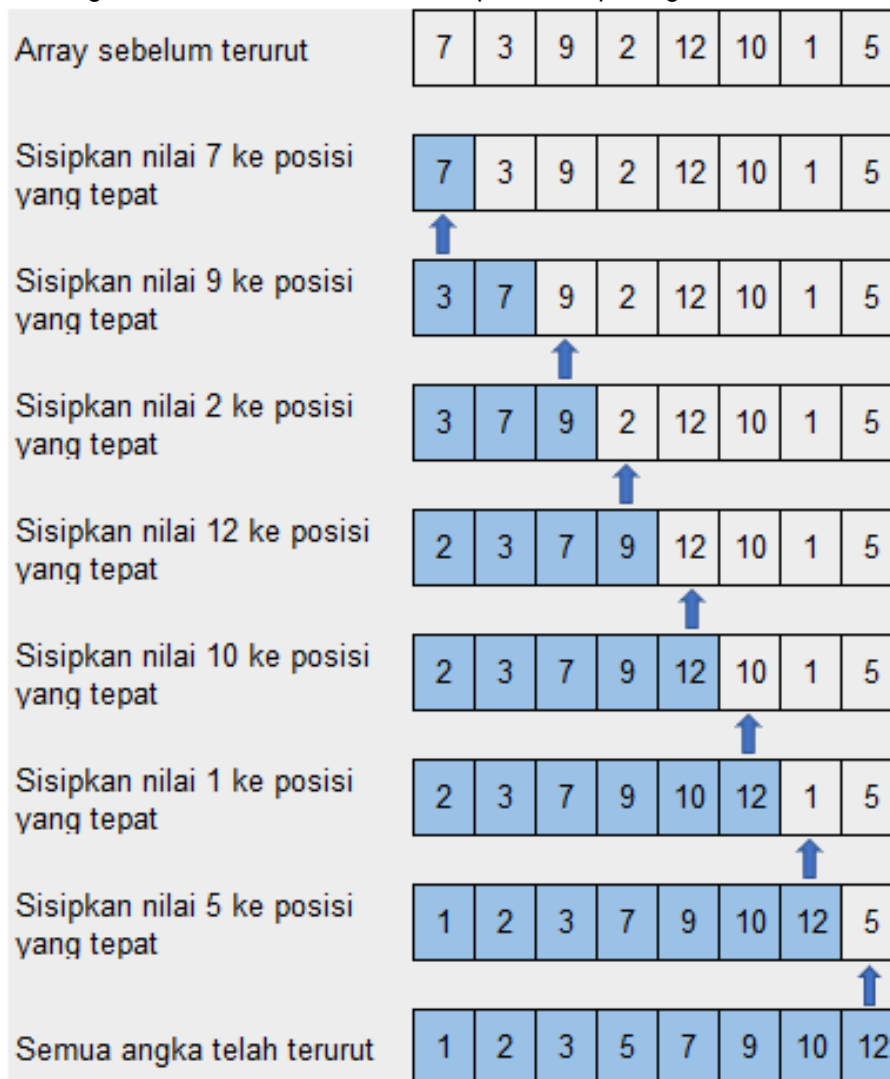 Array sebelum terurut 7 3 9 2 12 10 1 5
Sisipkan nilai 7 ke posisi
yang tepat
7 3 9 2 12 10 1 5
Sisipkan nilai 9 ke posisi
yang tepat
3 7 9 2 12 10 1 5
Sisipkan nilai 2 ke posisi
yang tepat
3 7 9 2 12 10 1 5
Sisipkan nilai 12 ke posisi
yang tepat
2 3 7 9 12 10 1 5
Sisipkan nilai 10 ke posisi
yang tepat
2 3 7 9 12 10 1 5
Sisipkan nilai 1 ke posisi
yang tepat
2 3 7 9 10 12 1 5
Sisipkan nilai 5 ke posisi
yang tepat
1 2 3 7 9 10 12 5
Semua angka telah terurut 1 2 3 5 7 9 10 12